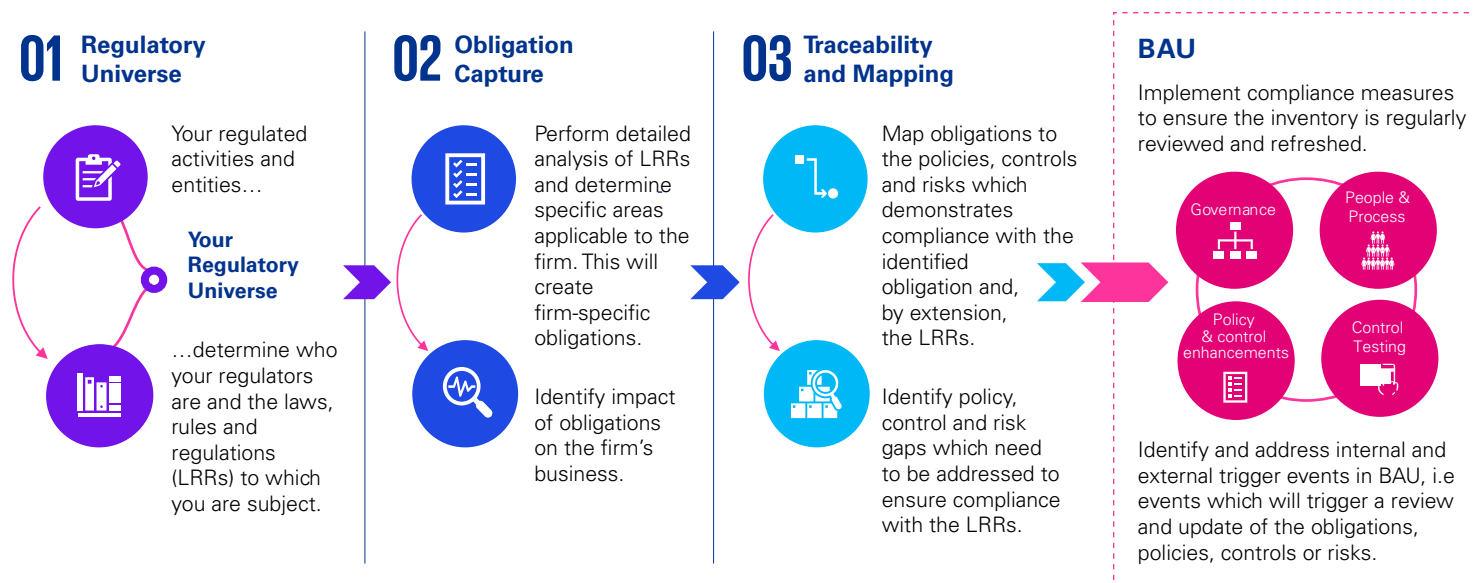 01
Regulatory
Universe
Your regulated
activities and
entities…
Your
Regulatory
Universe
…determine who
your regulators
are and the laws,
rules and
regulations
(LRRs) to which
you are subject.
02
Obligation
Capture
Perform detailed
analysis of LRRs
and determine
specific areas
applicable to the
firm. This will
create
firm-specific
obligations.
Identify impact
of obligations
on the firm's
business.
03
Traceability
and Mapping
Map obligations to
the policies, controls
and risks which
demonstrates
compliance with the
identified
obligation and,
by extension,
the LRRs.
Identify policy,
control and risk
gaps which need
to be addressed to
ensure compliance
with the LRRs.
BAU
Implement compliance measures
to ensure the inventory is regularly
reviewed and refreshed.
Governance
People &
Process
Policy
& control
enhancements
Control
Testing
Identify and address internal and
external trigger events in BAU, i.e
events which will trigger a review
and update of the obligations,
policies, controls or risks.